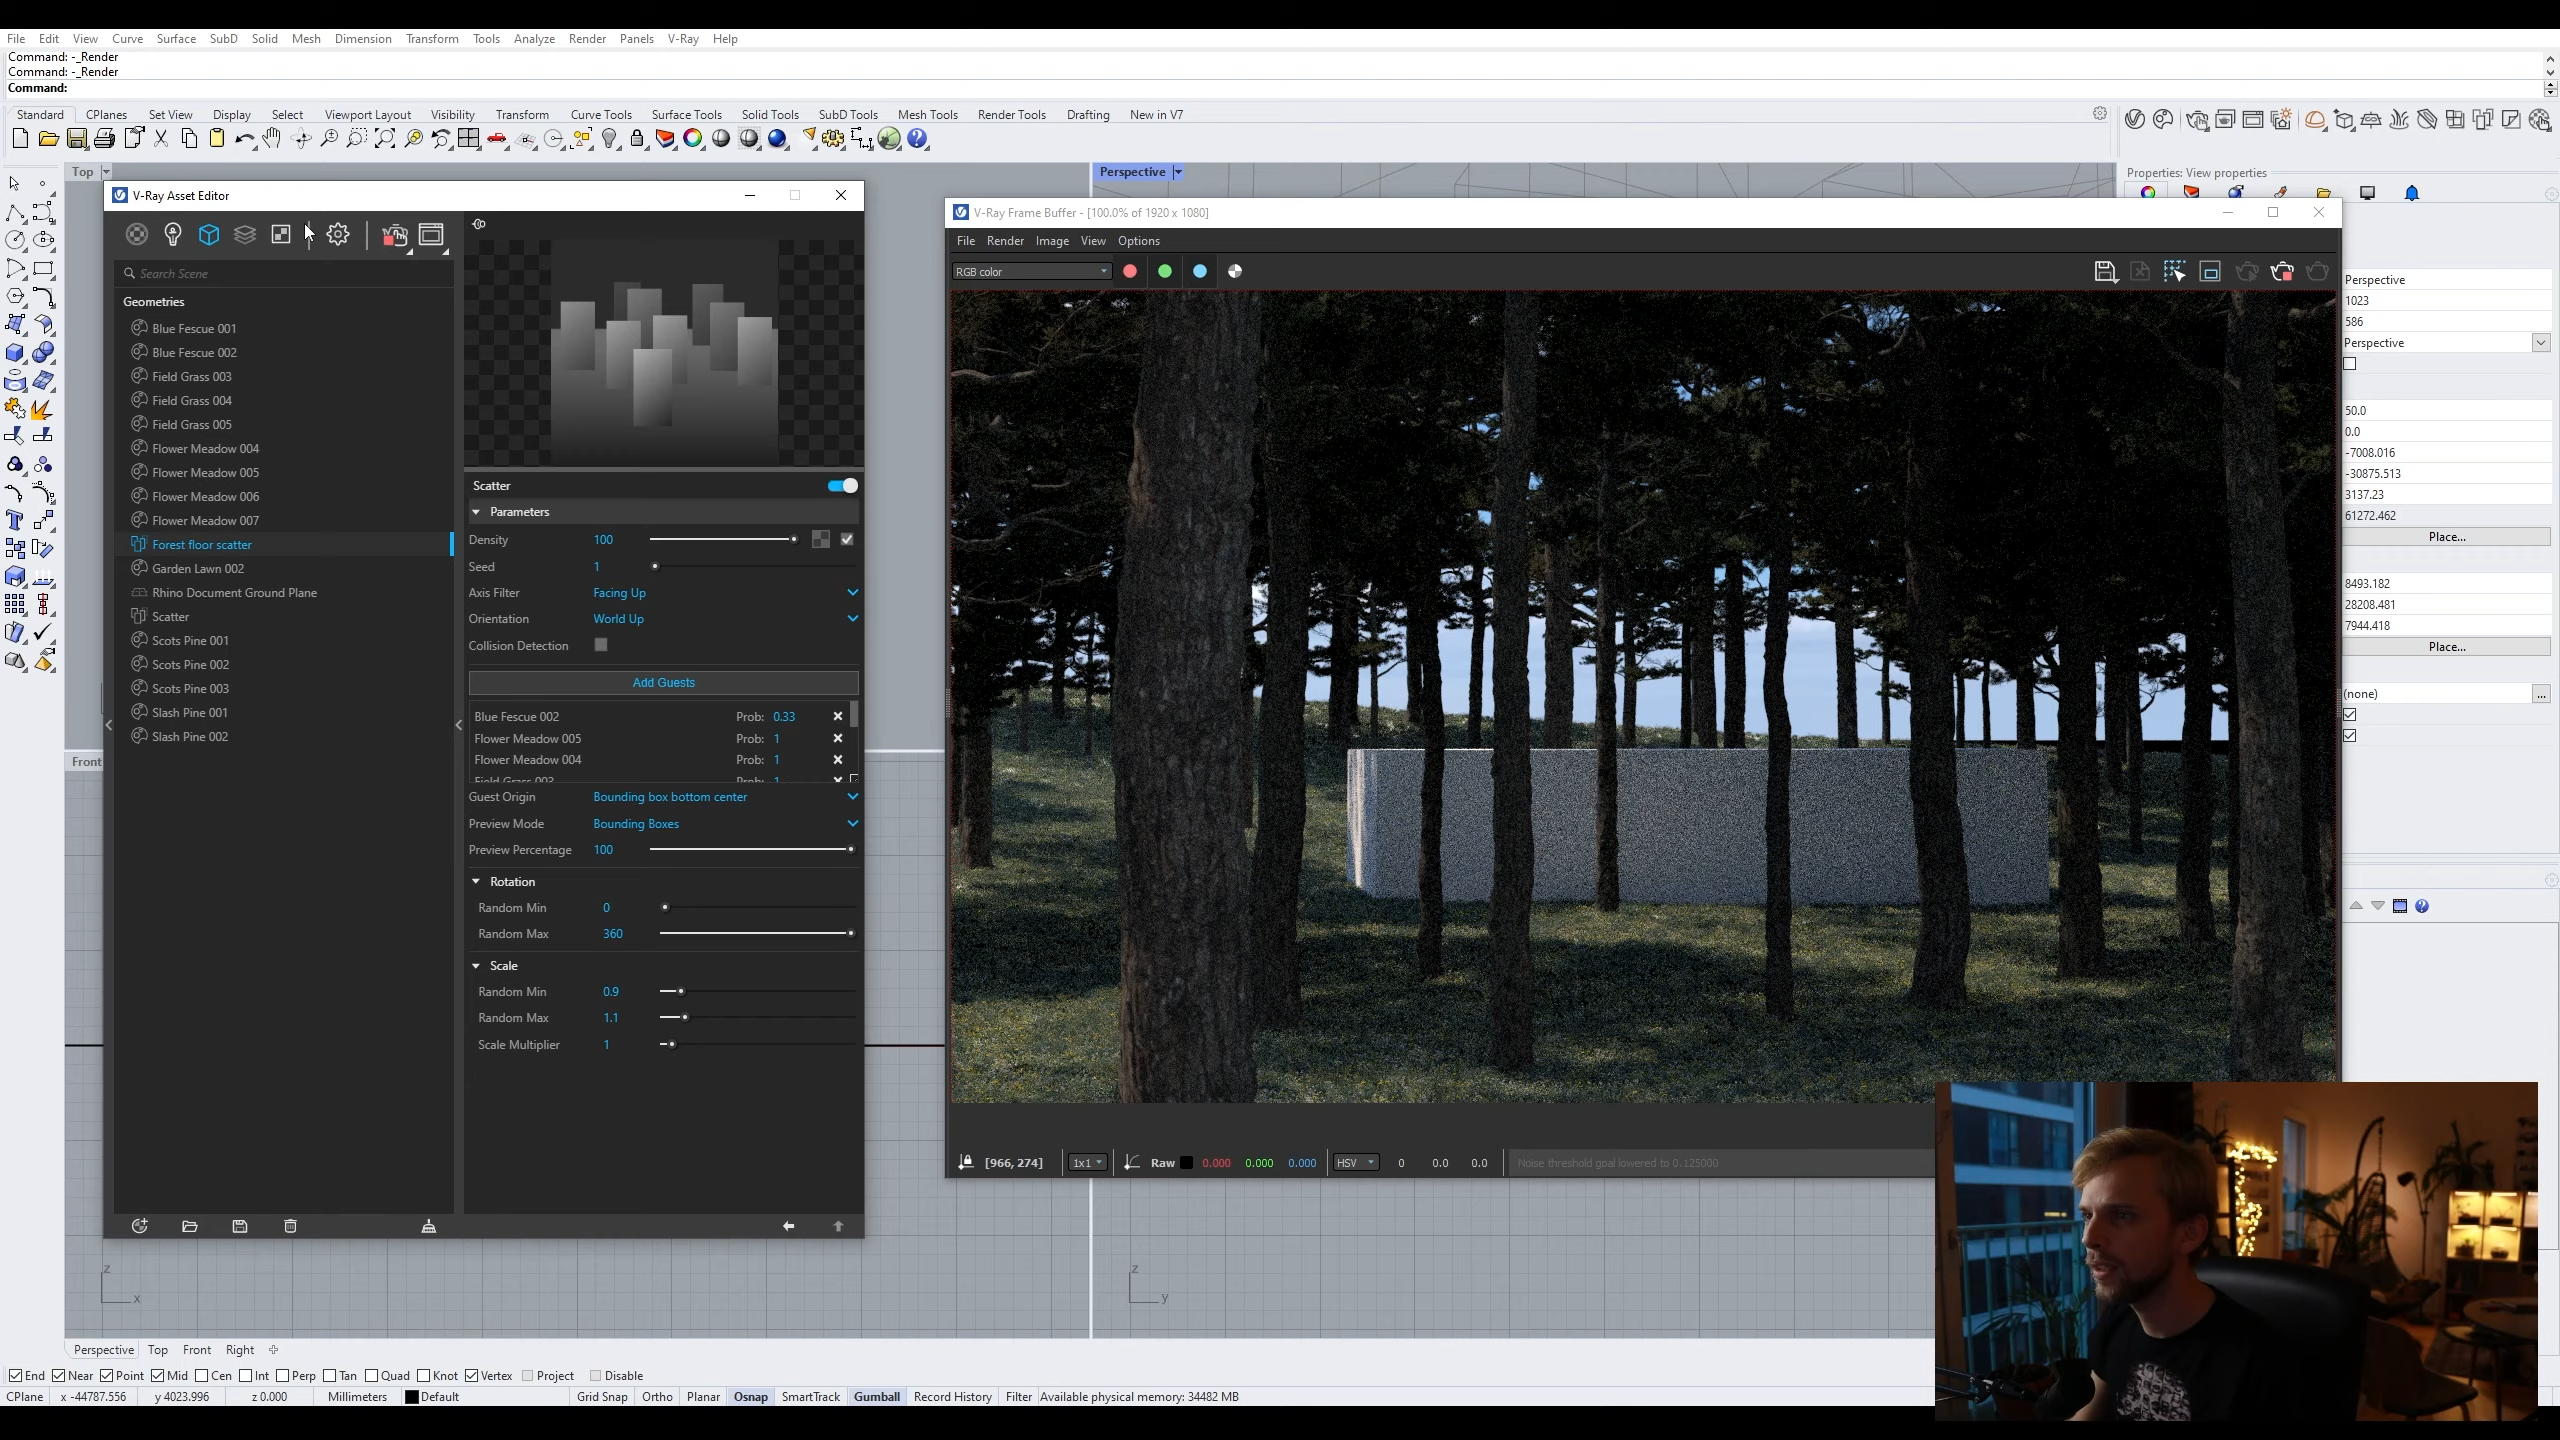 File Edit View Curve Surface SubD Solid Mesh Dimension Transform Tools Analyze Render Panels V-Ray Help
Command: -_Render
Command: -_Render
Command:
Standard CPlanes Set View Display Select Viewport Layout Visibility Transform Curve Tools Surface Tools Solid Tools SubD Tools Mesh Tools Render Tools Drafting New in V7
Top
Perspective
Properties: View properties
V-Ray Asset Editor
V-Ray Frame Buffer - [100.0% of 1920 x 1080]
File Render Image View Options
RGB color
Search Scene
Geometries
Blue Fescue 001
Blue Fescue 002
Field Grass 003
Field Grass 004
Field Grass 005
Flower Meadow 004
Flower Meadow 005
Flower Meadow 006
Flower Meadow 007
Forest floor scatter
Garden Lawn 002
Rhino Document Ground Plane
Scatter
Scots Pine 001
Scots Pine 002
Scots Pine 003
Slash Pine 001
Slash Pine 002
Front
Scatter
Parameters
Density 100
Seed 1
Axis Filter Facing Up
Orientation World Up
Collision Detection
Add Guests
Blue Fescue 002 Prob: 0.33
Flower Meadow 005 Prob: 1
Flower Meadow 004 Prob: 1
Field Grass 003 Prob: 1
Guest Origin Bounding box bottom center
Preview Mode Bounding Boxes
Preview Percentage 100
Rotation
Random Min 0
Random Max 360
Scale
Random Min 0.9
Random Max 1.1
Scale Multiplier 1
Perspective
1023
586
Perspective
50.0
0.0
-7008.016
-30875.513
3137.23
61272.462
Place...
8493.182
28208.481
7944.418
Place...
(none) ...
[966, 274] 1x1 Raw 0.000 0.000 0.000 HSV 0 0.0 0.0 Noise threshold goal lowered to 0.125000
z
x
z
y
Perspective Top Front Right
End Near Point Mid Cen Int Perp Tan Quad Knot Vertex Project Disable
CPlane x -44787.556 y 4023.996 z 0.000 Millimeters Default Grid Snap Ortho Planar Osnap SmartTrack Gumball Record History Filter Available physical memory: 34482 MB